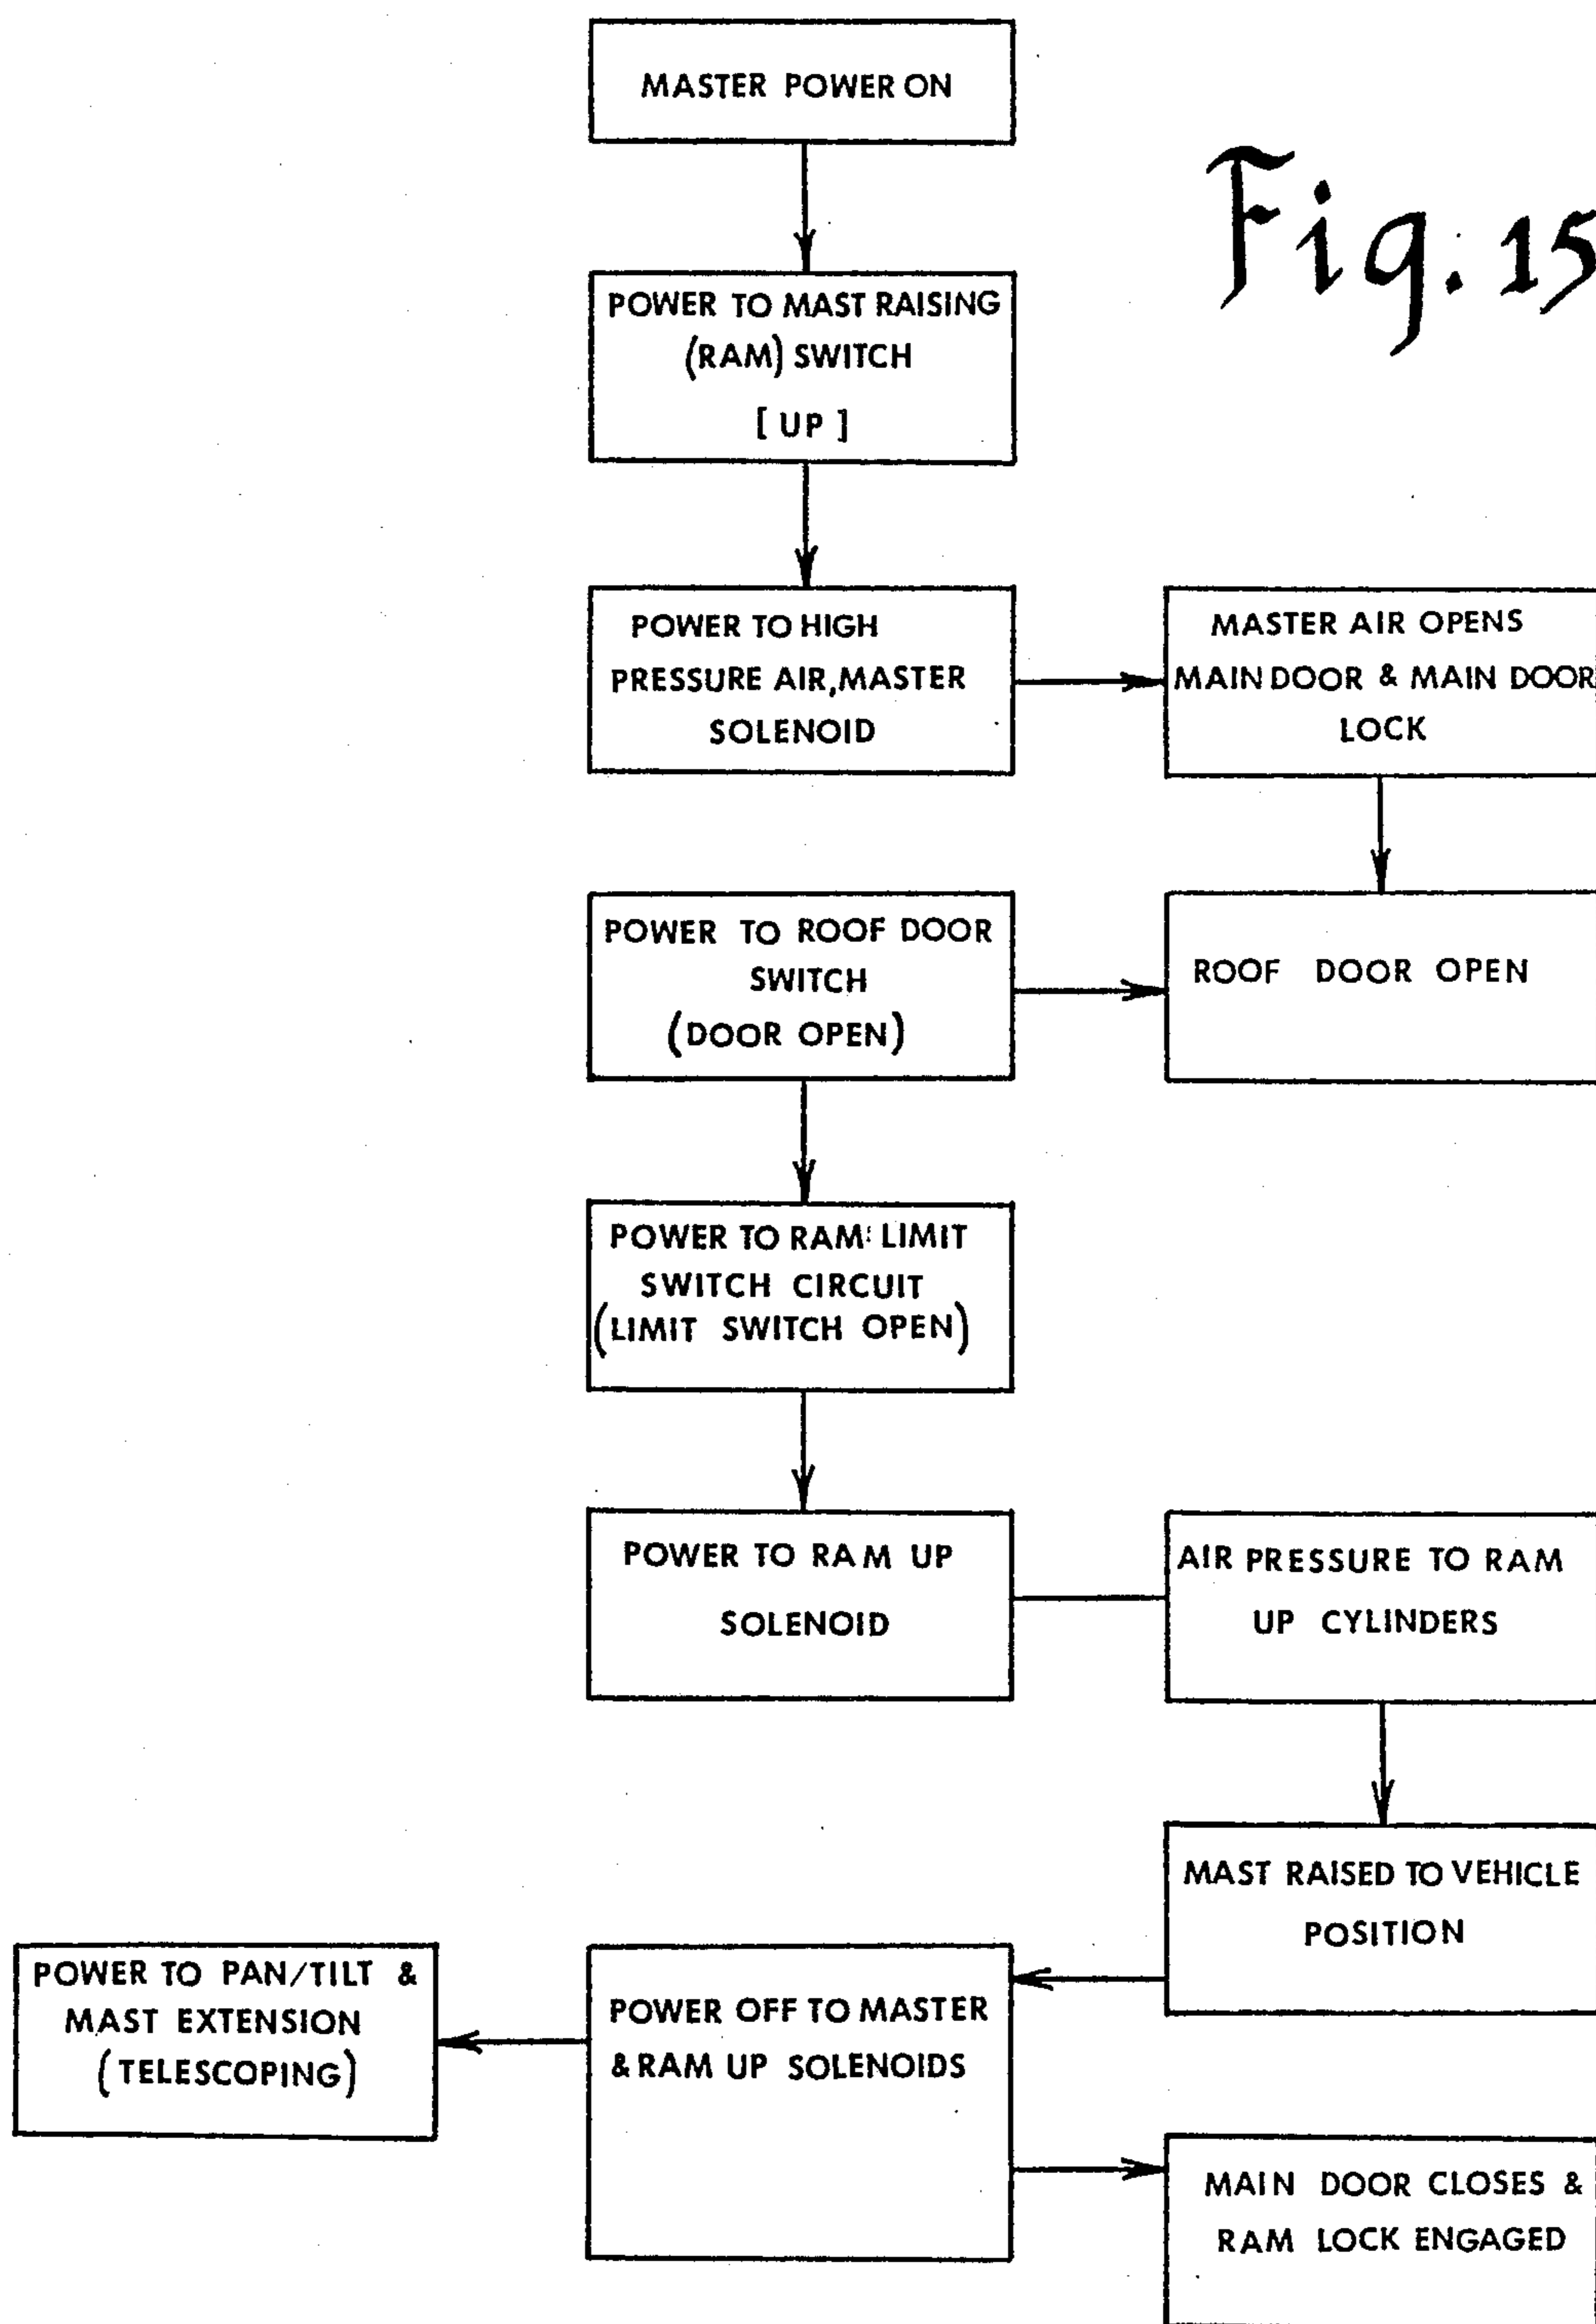 MASTER POWER ON
Fig. 15
POWER TO MAST RAISING
(RAM) SWITCH
[ UP ]
POWER TO HIGH
PRESSURE AIR, MASTER
SOLENOID
MASTER AIR OPENS
MAIN DOOR & MAIN DOOR
LOCK
POWER TO ROOF DOOR
SWITCH
(DOOR OPEN)
ROOF DOOR OPEN
POWER TO RAM: LIMIT
SWITCH CIRCUIT
(LIMIT SWITCH OPEN)
POWER TO RAM UP
SOLENOID
AIR PRESSURE TO RAM
UP CYLINDERS
MAST RAISED TO VEHICLE
POSITION
POWER TO PAN/TILT &
MAST EXTENSION
(TELESCOPING)
POWER OFF TO MASTER
& RAM UP SOLENOIDS
MAIN DOOR CLOSES &
RAM LOCK ENGAGED